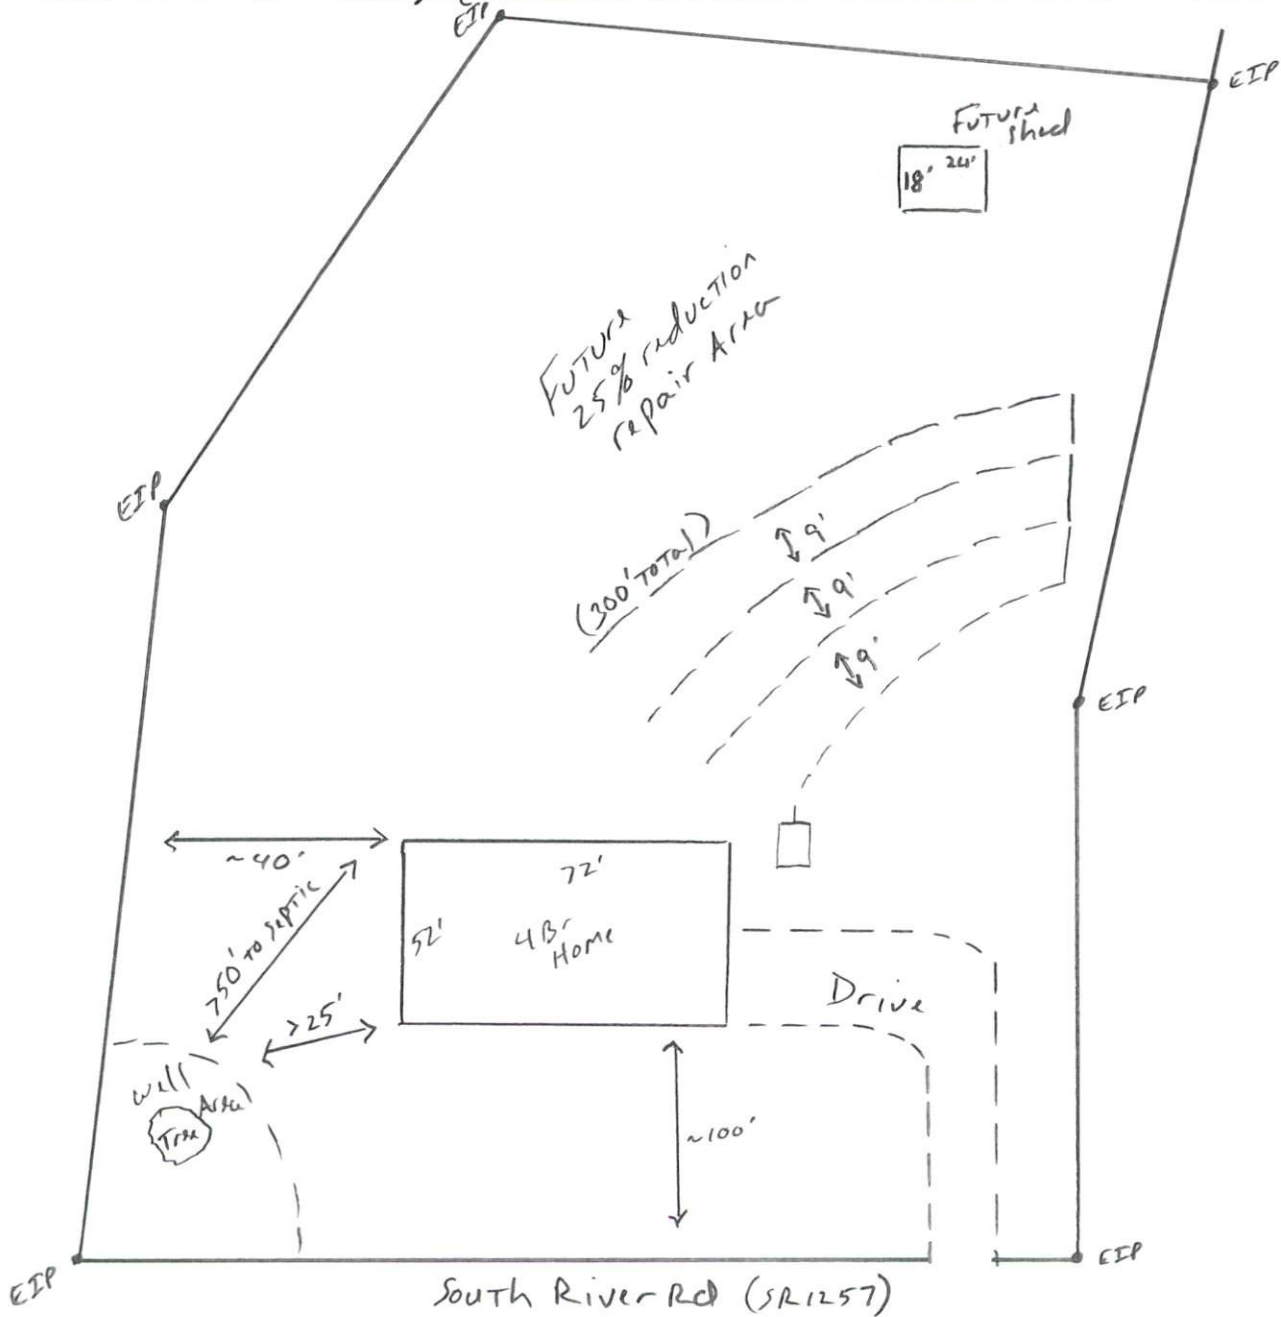 EIP
EIP
Future
shed
18' 24'
Future
25% reduction
repair Area
EIP
(300' Total)
9'
9'
9'
EIP
~40'
72'
>50' to septic
52'
4Br
Home
>25'
Drive
Well
Area
Tree
~100'
EIP
EIP
South River Rd (SR1257)